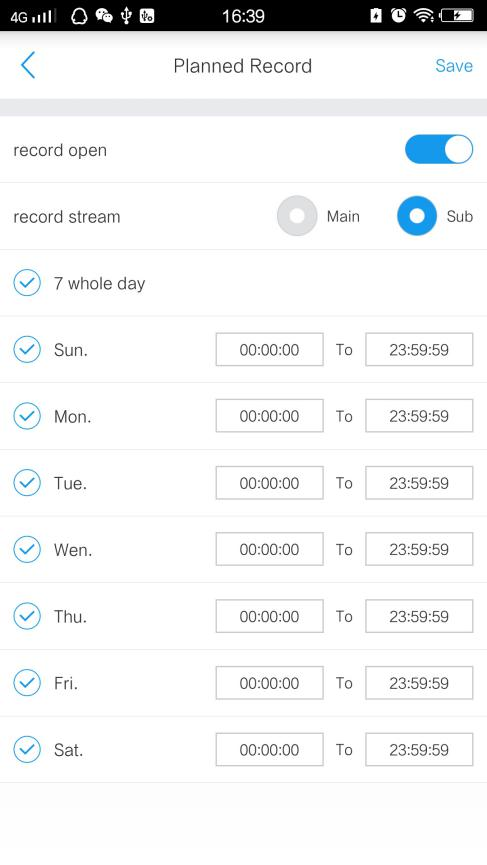 4G 16:39
Planned Record Save
record open
record stream Main Sub
7 whole day
Sun. 00:00:00 To 23:59:59
Mon. 00:00:00 To 23:59:59
Tue. 00:00:00 To 23:59:59
Wen. 00:00:00 To 23:59:59
Thu. 00:00:00 To 23:59:59
Fri. 00:00:00 To 23:59:59
Sat. 00:00:00 To 23:59:59